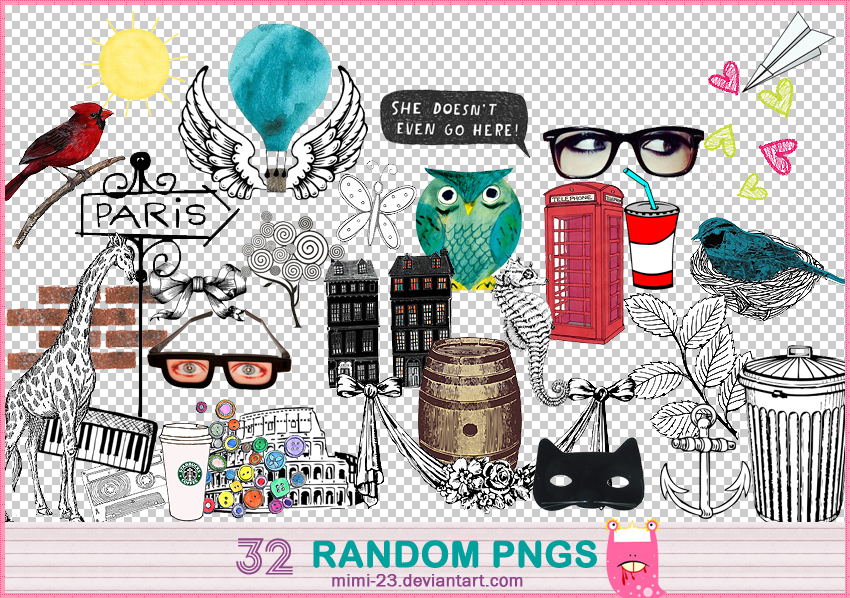 SHE DOESN'T
EVEN GO HERE!
PARIS
TELEPHONE
32 RANDOM PNGS
mimi-23.deviantart.com